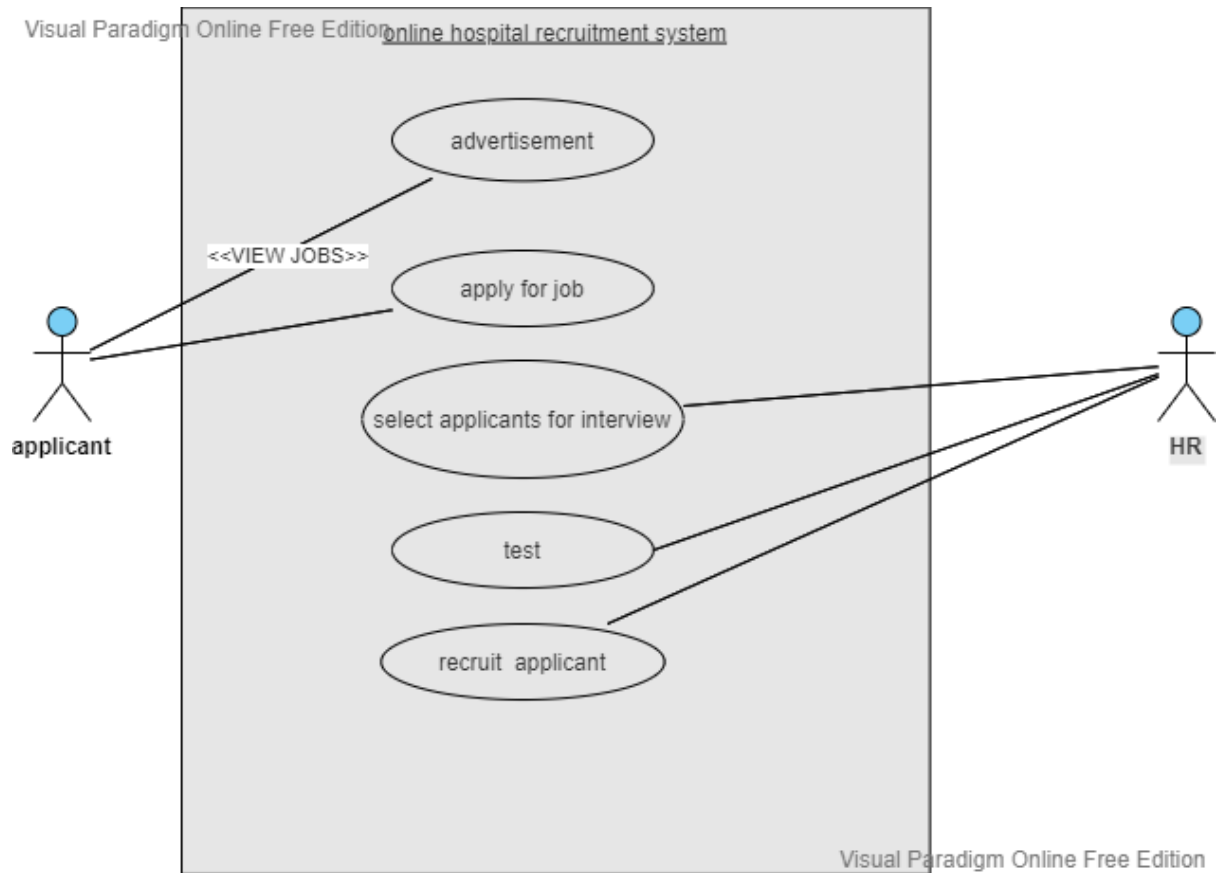 Visual Paradigm Online Free Edition
online hospital recruitment system
advertisement
<<VIEW JOBS>>
apply for job
applicant
select applicants for interview
HR
test
recruit applicant
Visual Paradigm Online Free Edition